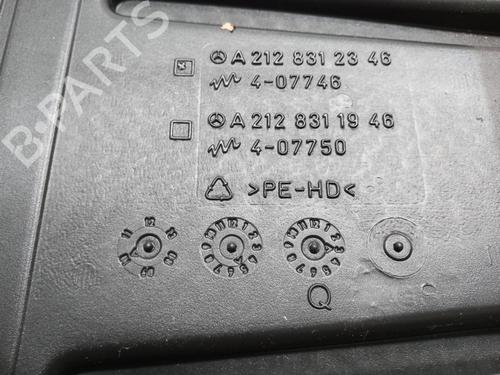 A 212 831 23 46
4-07746
A 212 831 19 46
4-07750
>PE-HD<
Q
B-PARTS